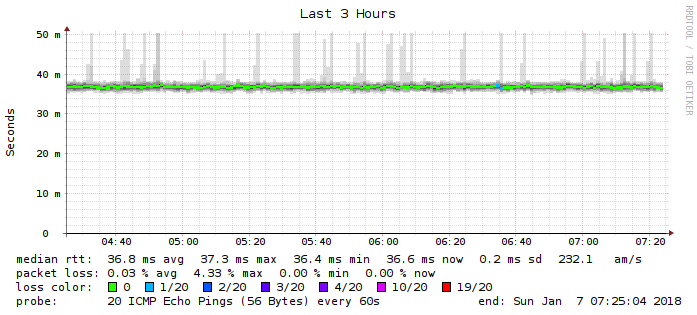 Last 3 Hours
RRDTOOL / TOBI OETIKER
Seconds
50 m
40 m
30 m
20 m
10 m
0
04:40 05:00 05:20 05:40 06:00 06:20 06:40 07:00 07:20
median rtt: 36.8 ms avg 37.3 ms max 36.4 ms min 36.6 ms now 0.2 ms sd 232.1 am/s
packet loss: 0.03 % avg 4.33 % max 0.00 % min 0.00 % now
loss color: 0 1/20 2/20 3/20 4/20 10/20 19/20
probe: 20 ICMP Echo Pings (56 Bytes) every 60s end: Sun Jan 7 07:25:04 2018